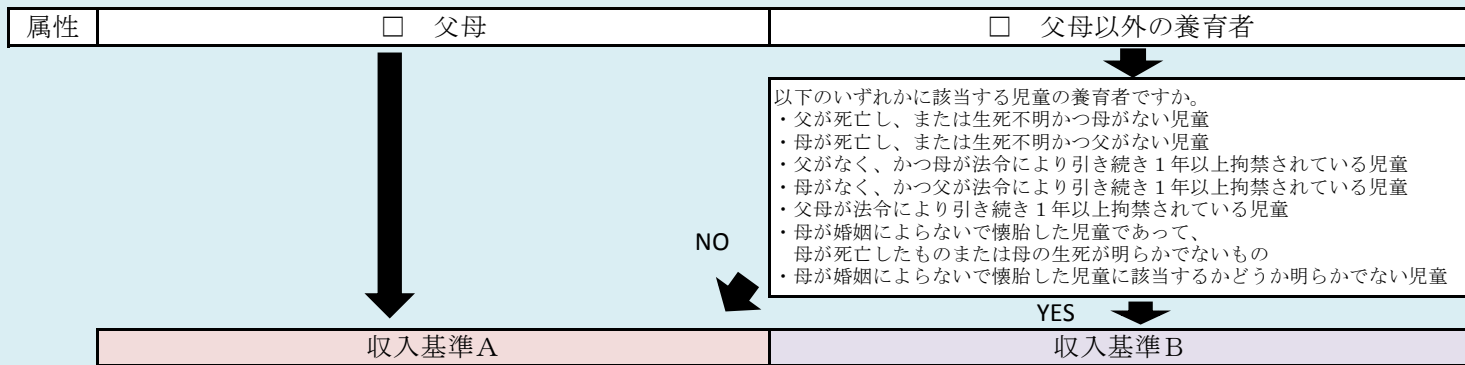 属性
□ 父母
□ 父母以外の養育者
以下のいずれかに該当する児童の養育者ですか。
・父が死亡し、または生死不明かつ母がない児童
・母が死亡し、または生死不明かつ父がない児童
・父がなく、かつ母が法令により引き続き１年以上拘禁されている児童
・母がなく、かつ父が法令により引き続き１年以上拘禁されている児童
・父母が法令により引き続き１年以上拘禁されている児童
・母が婚姻によらないで懐胎した児童であって、
母が死亡したものまたは母の生死が明らかでないもの
・母が婚姻によらないで懐胎した児童に該当するかどうか明らかでない児童
NO
YES
収入基準Ａ
収入基準Ｂ